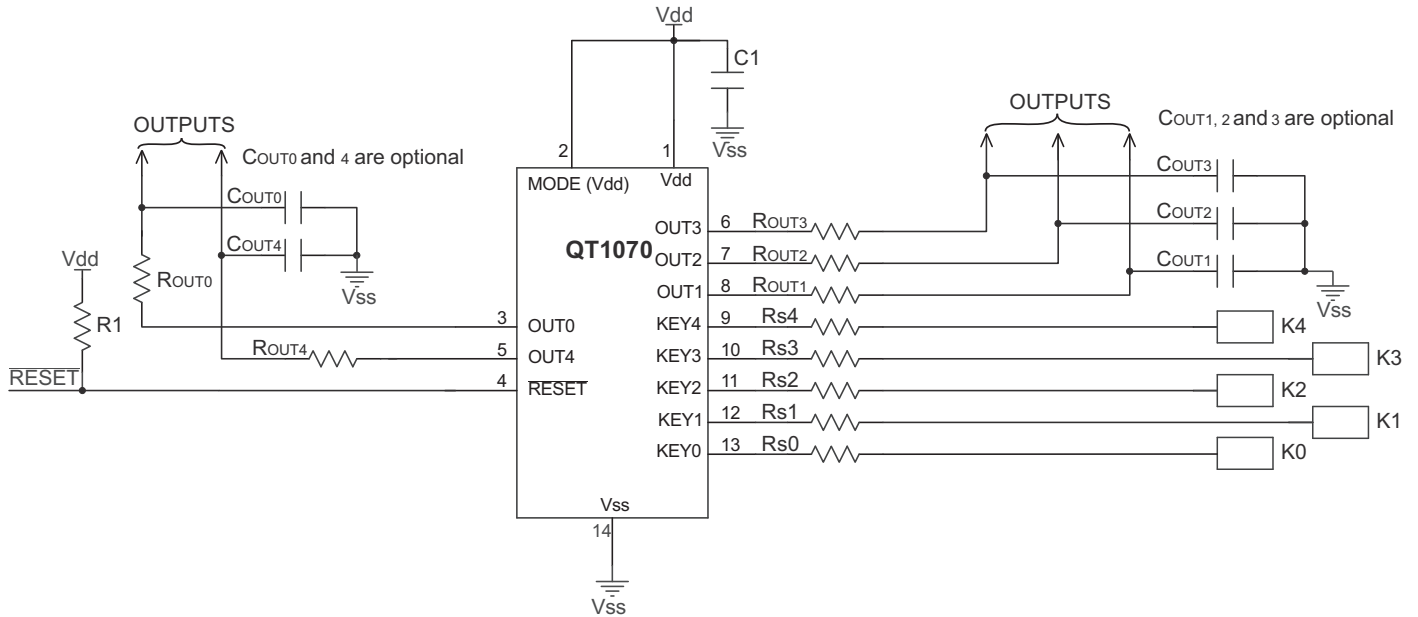 Vdd
C1
Vss
OUTPUTS
COUT0 and 4 are optional
COUT0
COUT4
Vss
Vdd
ROUT0
R1
ROUT4
RESET
2
1
MODE (Vdd)
Vdd
QT1070
OUT3
OUT2
OUT1
KEY4
KEY3
KEY2
KEY1
KEY0
3
OUT0
5
OUT4
4
RESET
Vss
14
Vss
OUTPUTS
COUT1, 2 and 3 are optional
COUT3
COUT2
COUT1
Vss
6 ROUT3
7 ROUT2
8 ROUT1
9 Rs4
K4
10 Rs3
K3
11 Rs2
K2
12 Rs1
K1
13 Rs0
K0